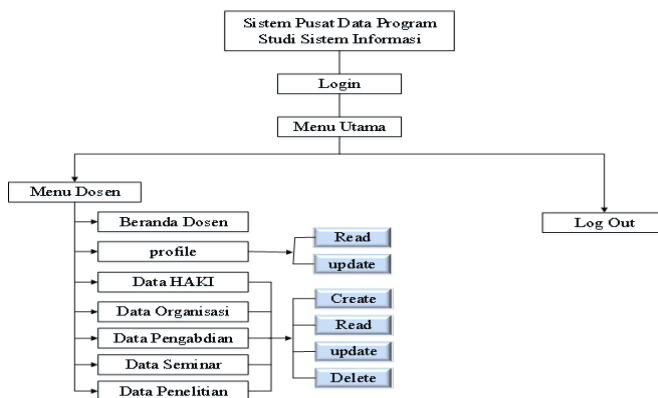 Sistem Pusat Data Program
Studi Sistem Informasi
Login
Menu Utama
Menu Dosen
Log Out
Beranda Dosen
profile
Read
update
Data HAKI
Data Organisasi
Data Pengabdian
Data Seminar
Data Penelitian
Create
Read
update
Delete